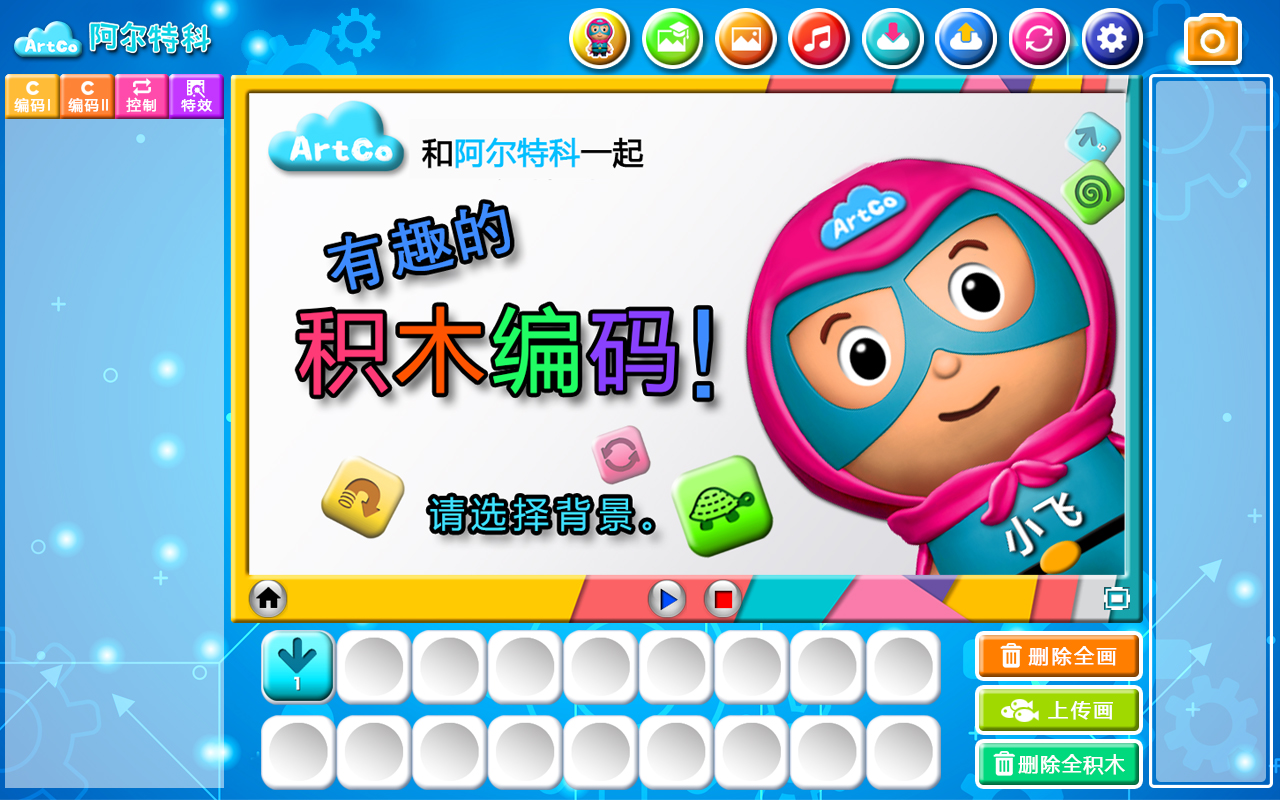 ArtCo 阿尔特科
C
编码I
C
编码II
控制
特效
ArtCo 和阿尔特科一起
有趣的
积木编码!
请选择背景。
ArtCo
小飞
1
删除全画
上传画
删除全积木